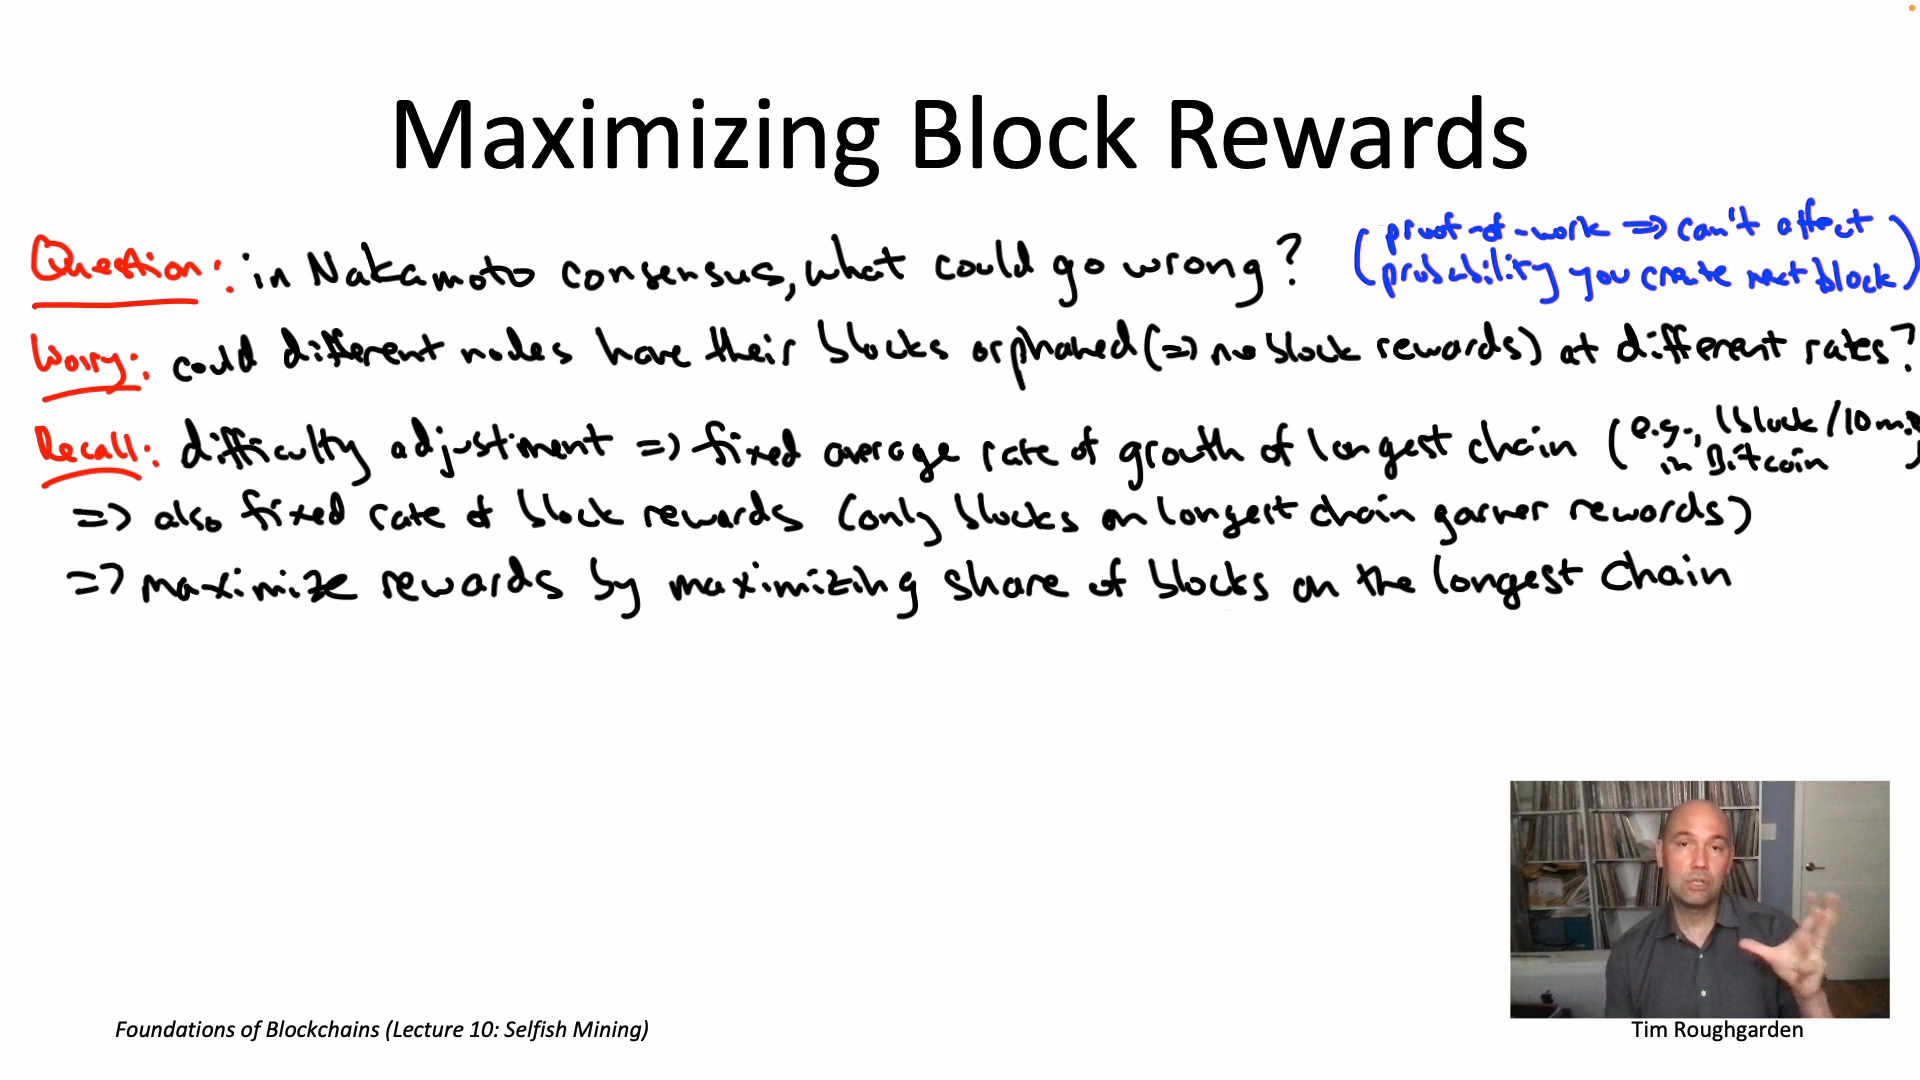 Maximizing Block Rewards
Question: in Nakamoto consensus, what could go wrong? (proof-of-work => can't affect
probability you create next block)
Worry: could different nodes have their blocks orphaned (=> no block rewards) at different rates?
Recall: difficulty adjustment => fixed average rate of growth of longest chain (e.g., 1 block/10 min
in Bitcoin)
=> also fixed rate of block rewards (only blocks on longest chain garner rewards)
=> maximize rewards by maximizing share of blocks on the longest chain
Foundations of Blockchains (Lecture 10: Selfish Mining)
Tim Roughgarden